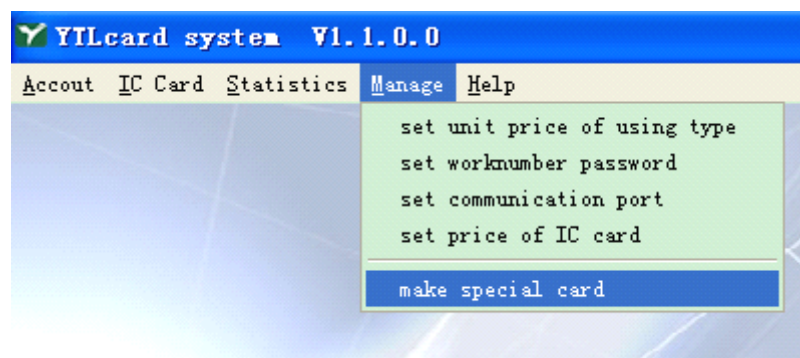 YTLcard system V1.1.0.0
Accout IC Card Statistics Manage Help
set unit price of using type
set worknumber password
set communication port
set price of IC card
make special card